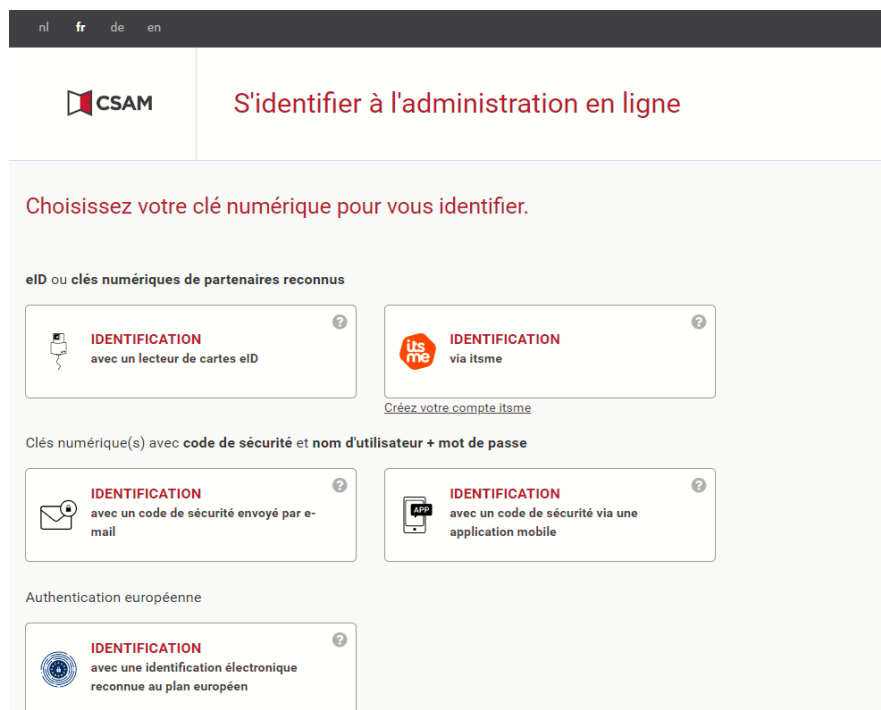 nl fr de en
CSAM
S'identifier à l'administration en ligne
Choisissez votre clé numérique pour vous identifier.
eID ou clés numériques de partenaires reconnus
IDENTIFICATION
avec un lecteur de cartes eID
?
its
me
IDENTIFICATION
via itsme
?
Créez votre compte itsme
Clés numérique(s) avec code de sécurité et nom d'utilisateur + mot de passe
IDENTIFICATION
avec un code de sécurité envoyé par e-
mail
?
APP
IDENTIFICATION
avec un code de sécurité via une
application mobile
?
Authentication européenne
IDENTIFICATION
avec une identification électronique
reconnue au plan européen
?